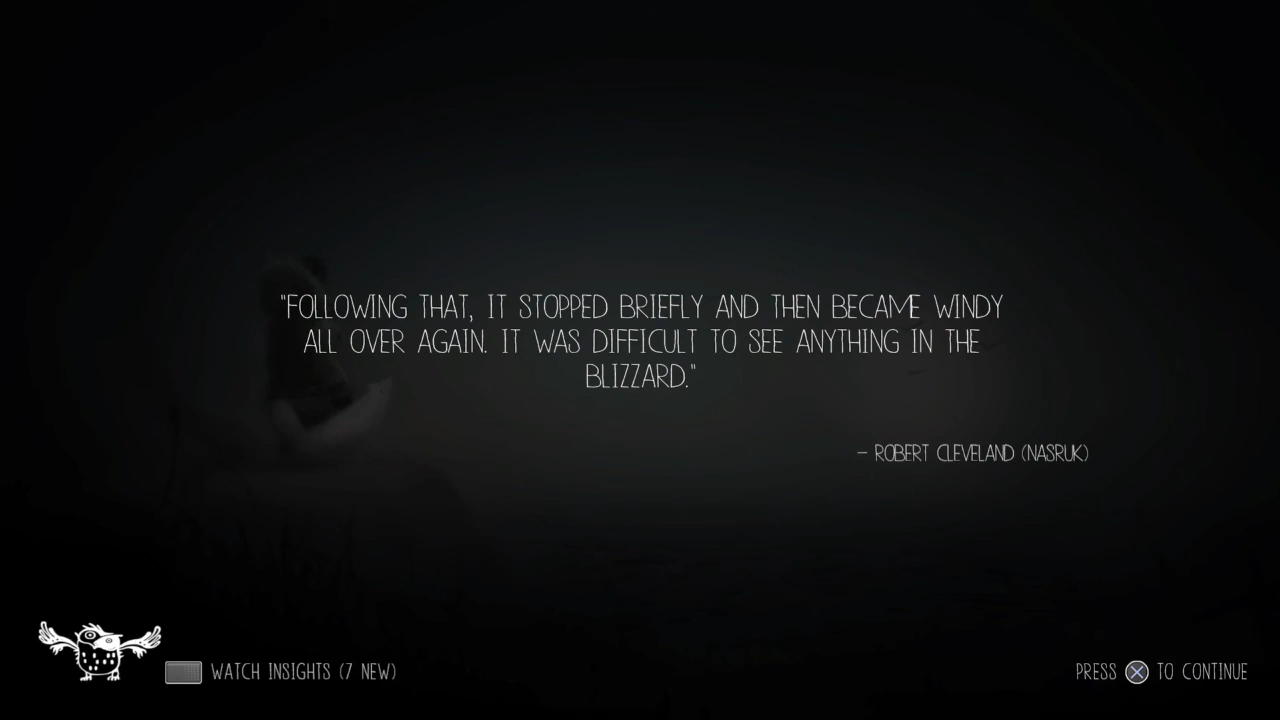 "FOLLOWING THAT, IT STOPPED BRIEFLY AND THEN BECAME WINDY
ALL OVER AGAIN. IT WAS DIFFICULT TO SEE ANYTHING IN THE
BLIZZARD."
– ROBERT CLEVELAND (NASRUK)
WATCH INSIGHTS (7 NEW)
PRESS TO CONTINUE